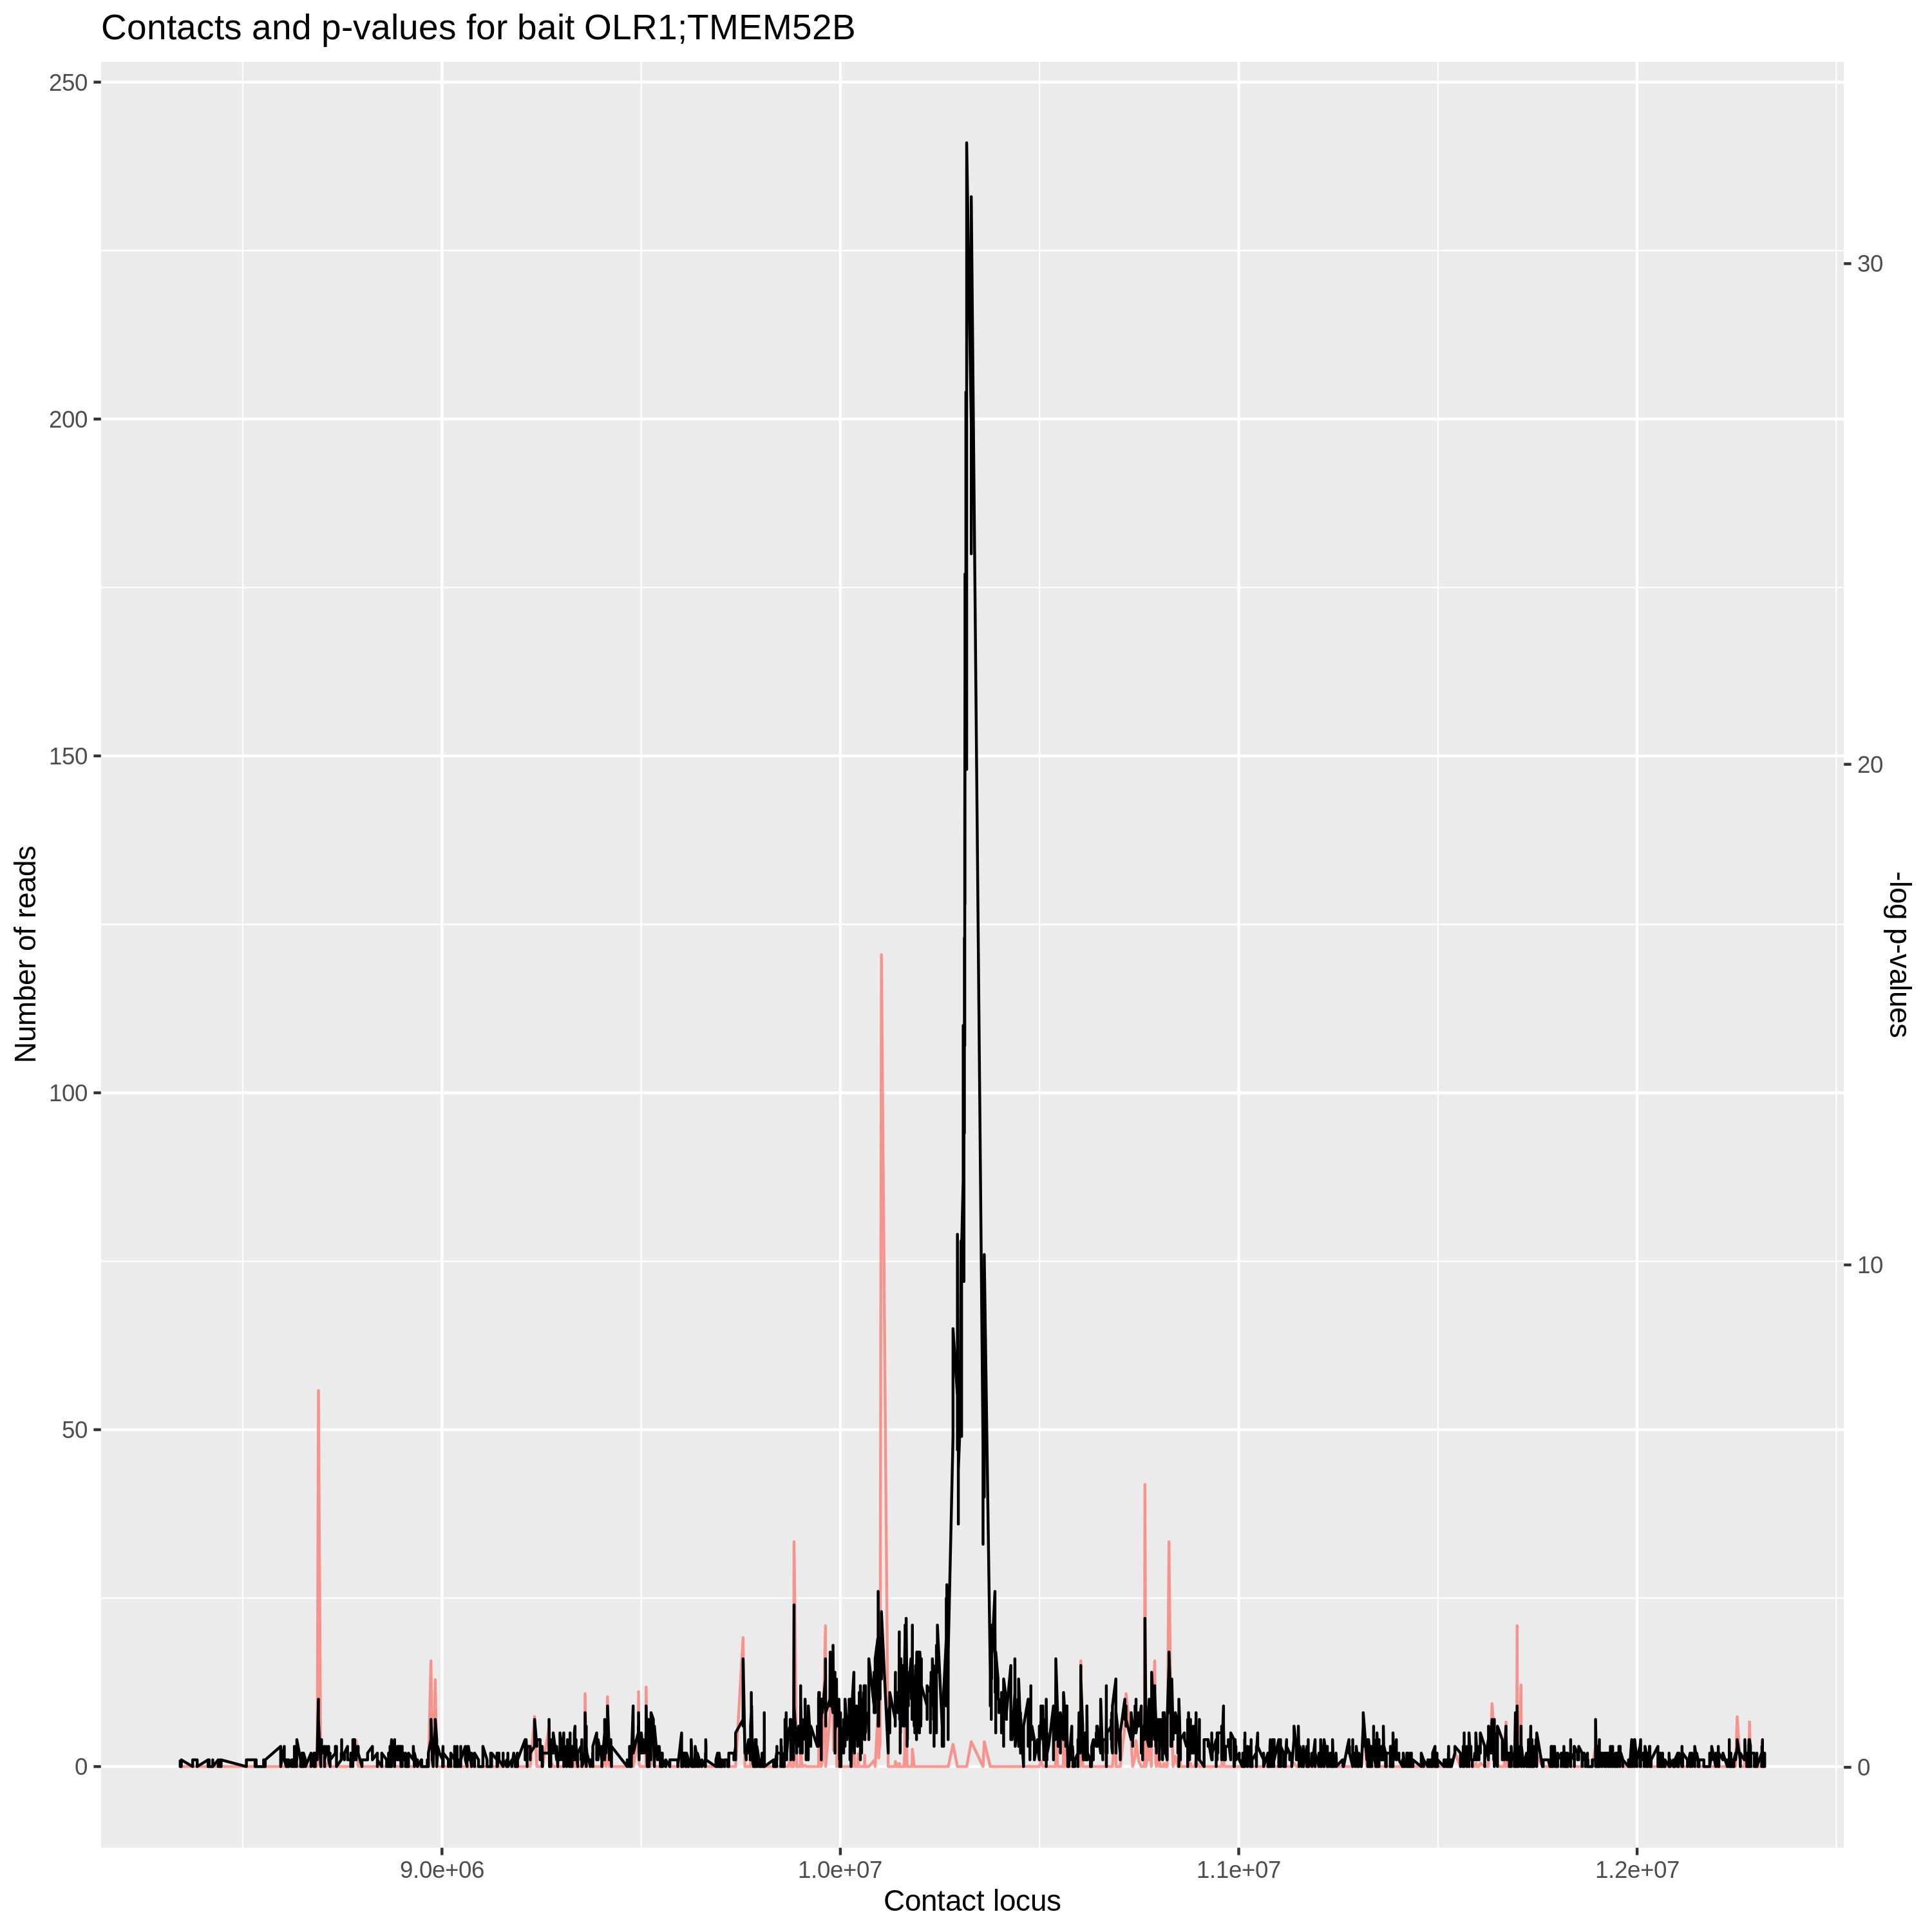 Contacts and p-values for bait OLR1;TMEM52B
250
200
150
100
50
0
Number of reads
30
20
10
0
-log p-values
9.0e+06 1.0e+07 1.1e+07 1.2e+07
Contact locus